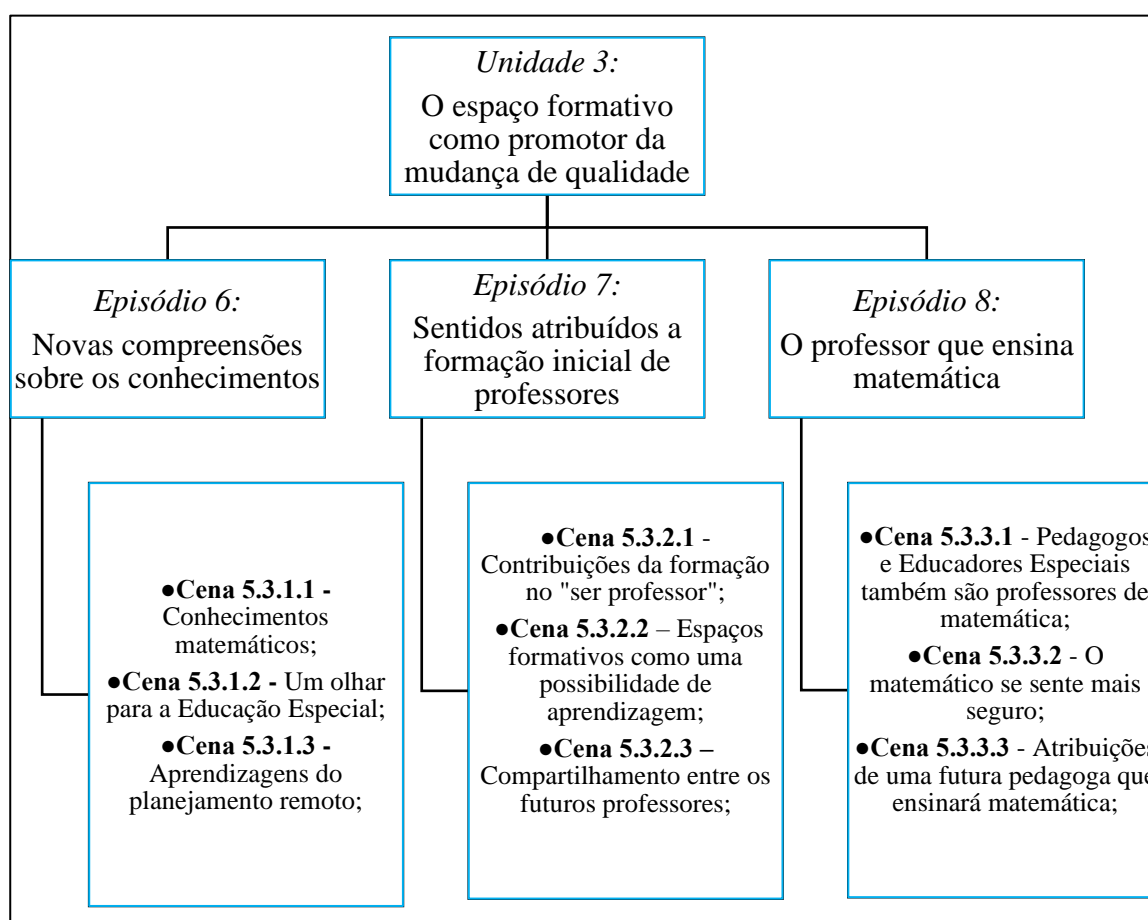 Unidade 3:
O espaço formativo
como promotor da
mudança de qualidade
Episódio 6:
Novas compreensões
sobre os conhecimentos
Episódio 7:
Sentidos atribuídos a
formação inicial de
professores
Episódio 8:
O professor que ensina
matemática
●Cena 5.3.1.1 -
Conhecimentos
matemáticos;
●Cena 5.3.1.2 - Um olhar
para a Educação Especial;
●Cena 5.3.1.3 -
Aprendizagens do
planejamento remoto;
●Cena 5.3.2.1 -
Contribuições da formação
no "ser professor";
●Cena 5.3.2.2 – Espaços
formativos como uma
possibilidade de
aprendizagem;
●Cena 5.3.2.3 –
Compartilhamento entre os
futuros professores;
●Cena 5.3.3.1 - Pedagogos
e Educadores Especiais
também são professores de
matemática;
●Cena 5.3.3.2 - O
matemático se sente mais
seguro;
●Cena 5.3.3.3 - Atribuições
de uma futura pedagoga que
ensinará matemática;